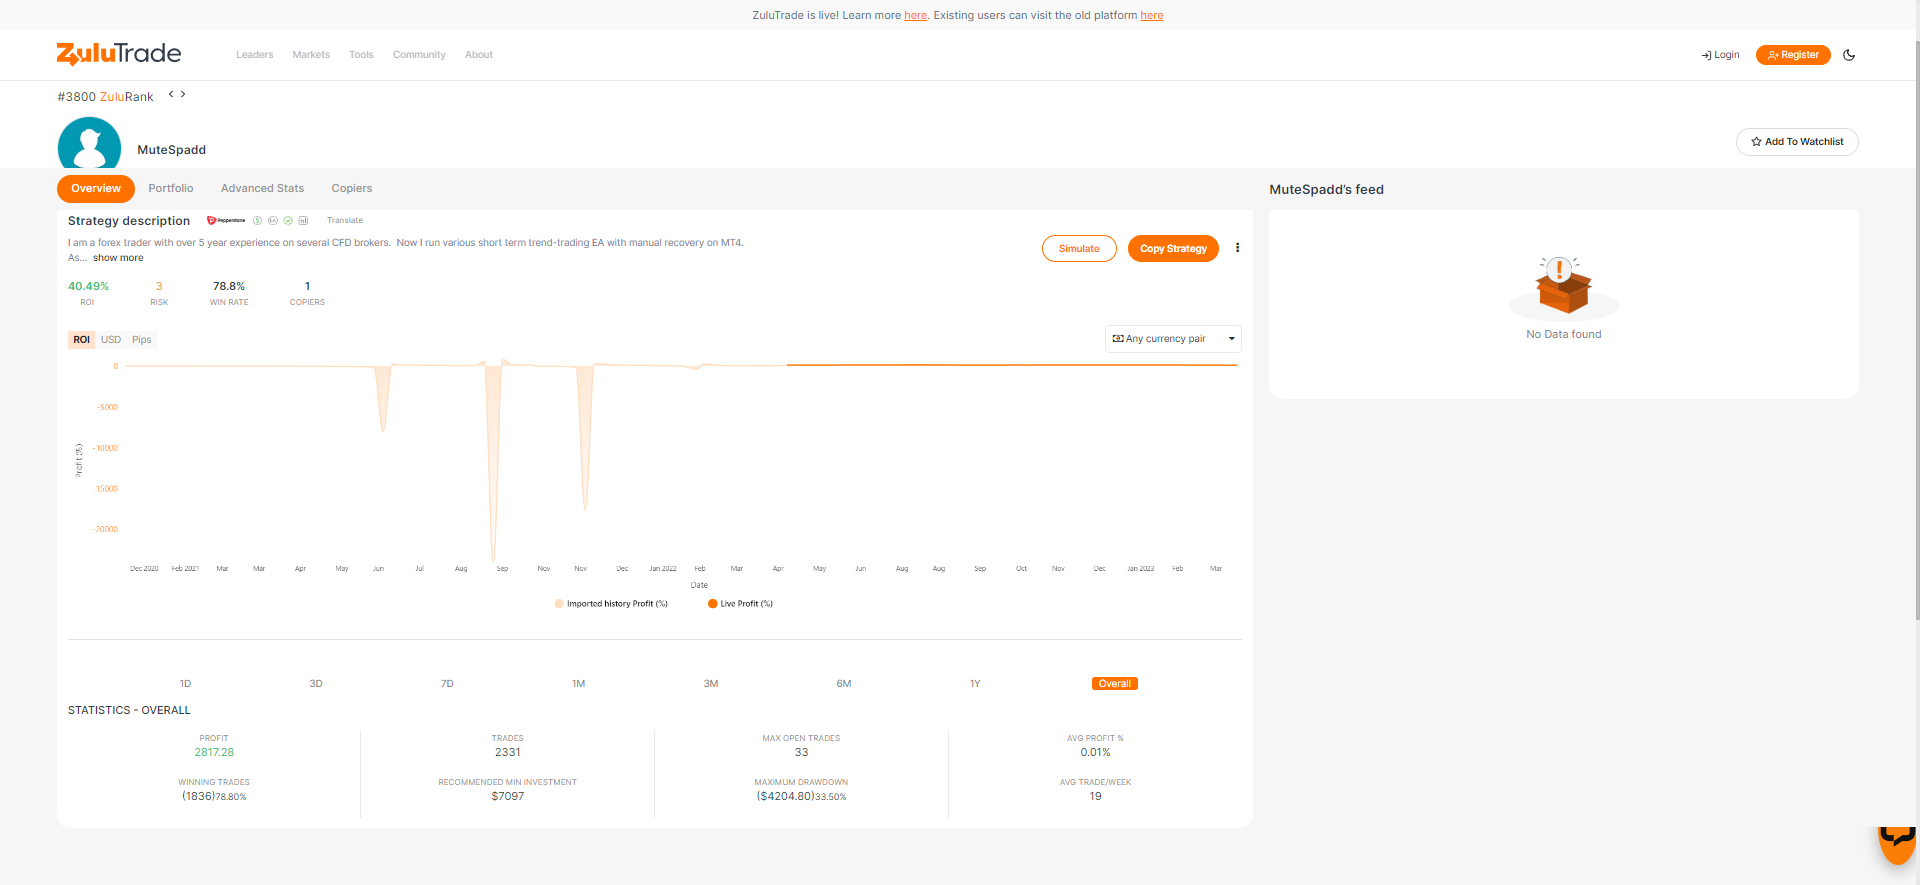 ZuluTrade is live! Learn more here. Existing users can visit the old platform here
ZuluTrade
Leaders Markets Tools Community About
Login Register
#3800 ZuluRank < >
MuteSpadd
Add To Watchlist
Overview Portfolio Advanced Stats Copiers
MuteSpadd's feed
Strategy description Pepperstone Translate
I am a forex trader with over 5 year experience on several CFD brokers. Now I run various short term trend-trading EA with manual recovery on MT4.
As... show more
Simulate Copy Strategy
40.49% 3 78.8% 1
ROI RISK WIN RATE COPIERS
No Data found
ROI USD Pips
Any currency pair
0
-5000
-10000
-15000
-20000
Profit (%)
Dec 2020 Feb 2021 Mar Mar Apr May Jun Jul Aug Sep Nov Nov Dec Jan 2022 Feb Mar Apr May Jun Aug Aug Sep Oct Nov Dec Jan 2023 Feb Mar
Date
Imported history Profit (%) Live Profit (%)
1D 3D 7D 1M 3M 6M 1Y Overall
STATISTICS - OVERALL
PROFIT TRADES MAX OPEN TRADES AVG PROFIT %
2817.28 2331 33 0.01%
WINNING TRADES RECOMMENDED MIN INVESTMENT MAXIMUM DRAWDOWN AVG TRADE/WEEK
(1836)78.80% $7097 ($4204.80)33.50% 19